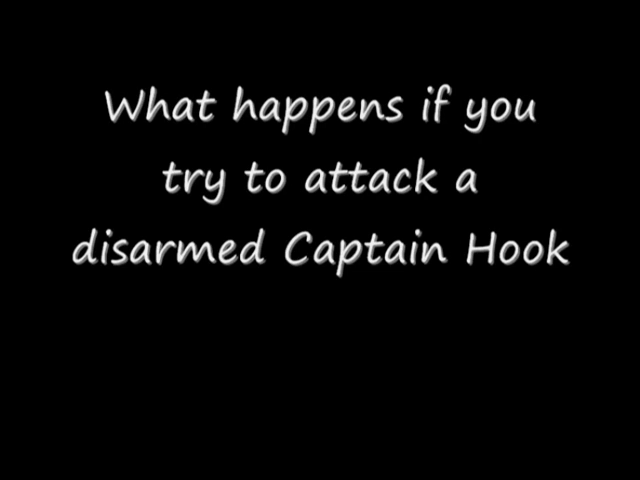 What happens if you
try to attack a
disarmed Captain Hook